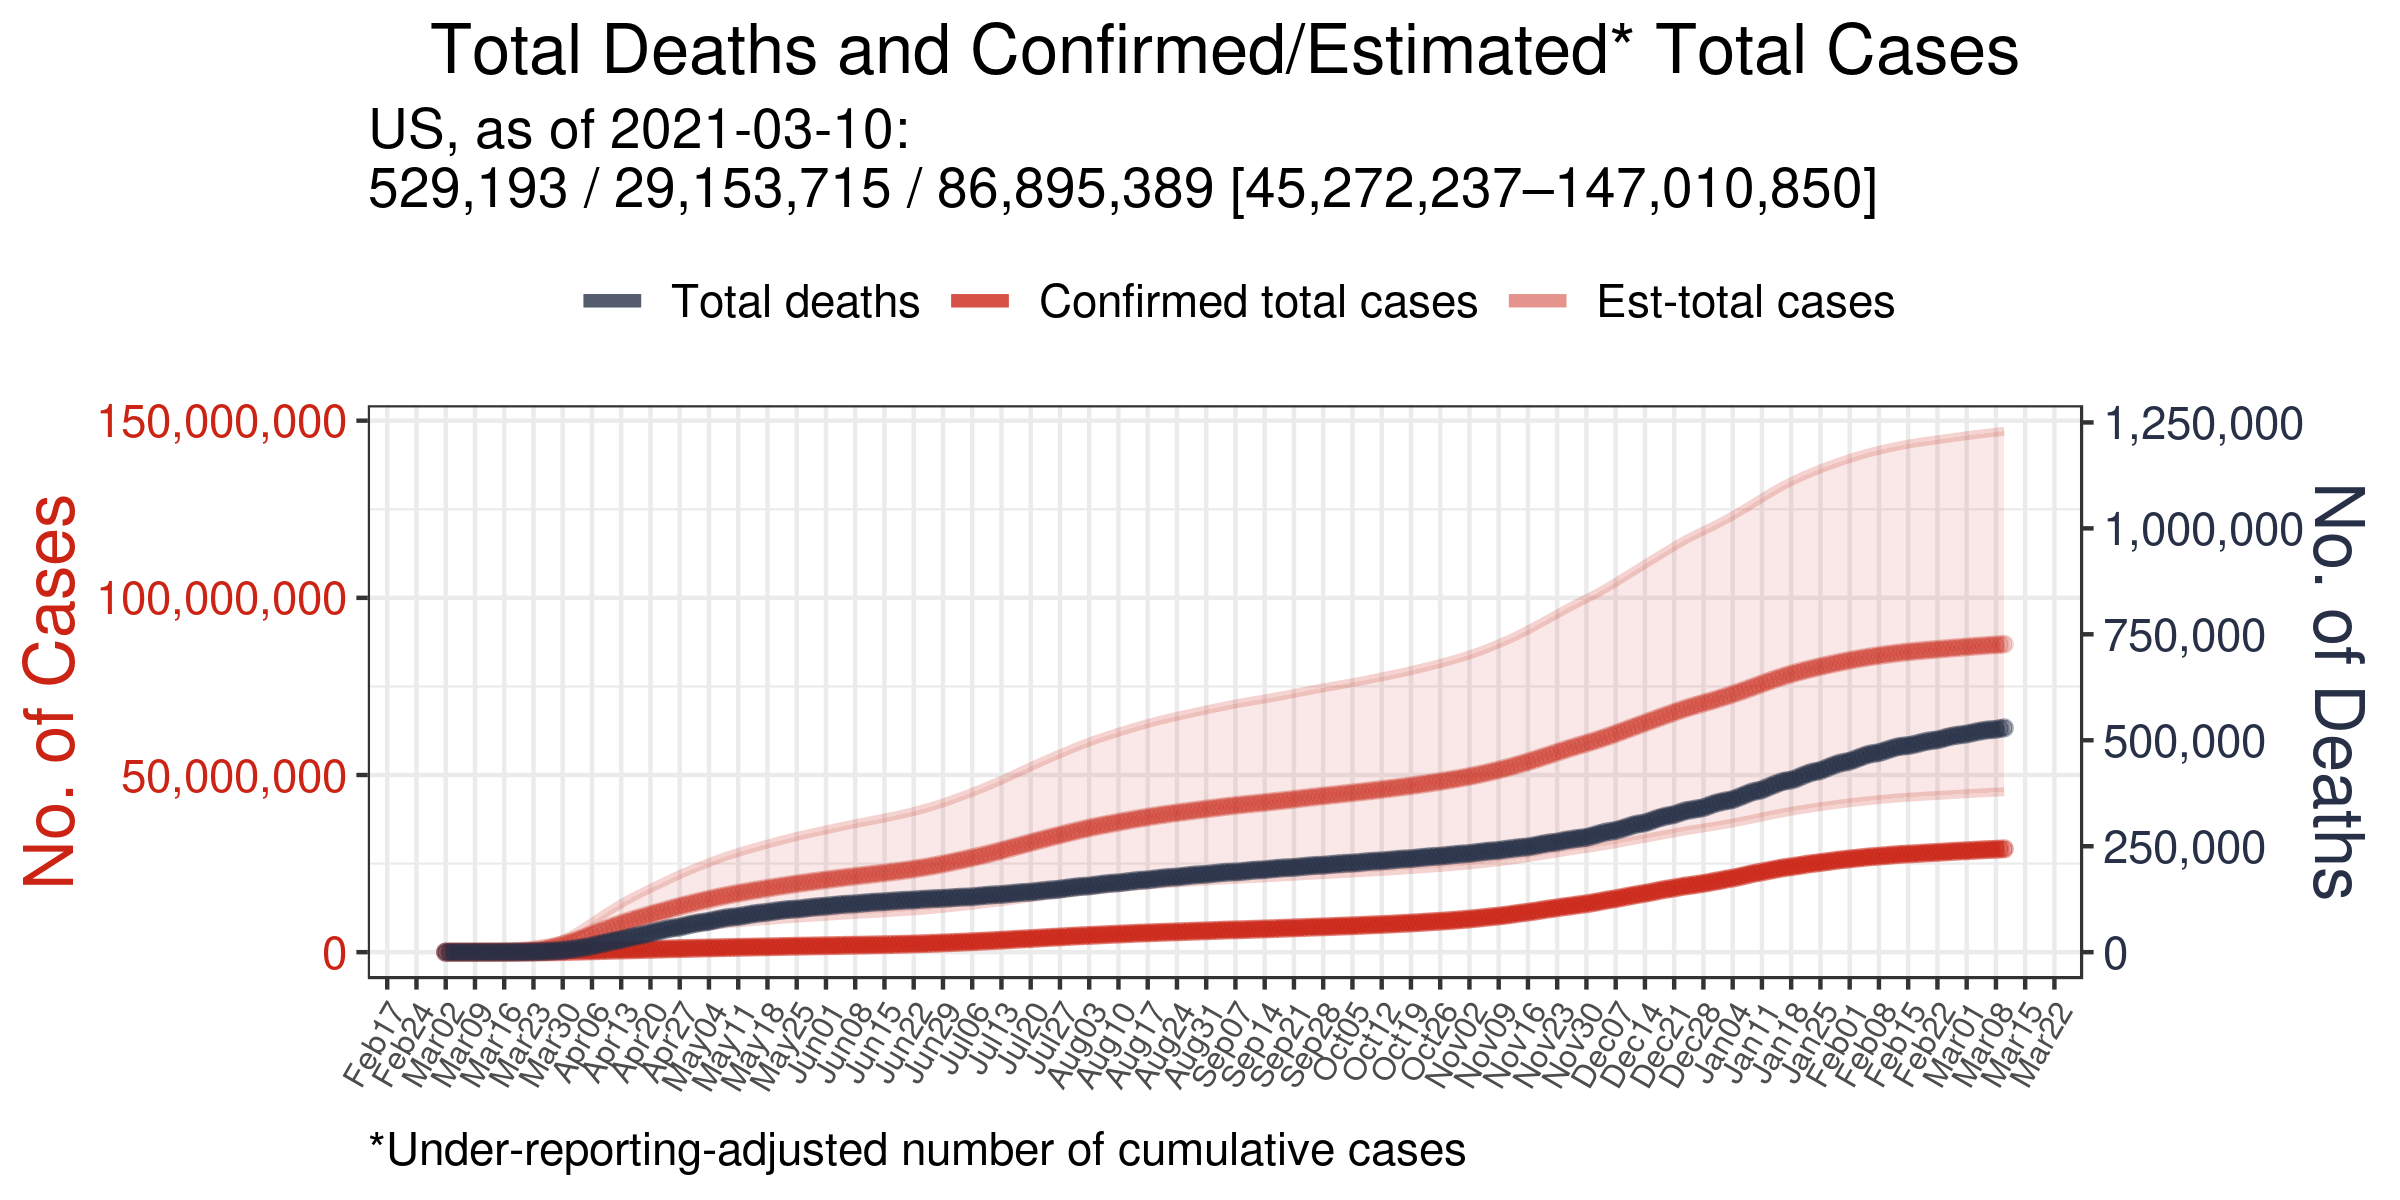 Total Deaths and Confirmed/Estimated* Total Cases
US, as of 2021-03-10:
529,193 / 29,153,715 / 86,895,389 [45,272,237–147,010,850]
Total deaths
Confirmed total cases
Est-total cases
No. of Cases
150,000,000
100,000,000
50,000,000
0
1,250,000
1,000,000
750,000
500,000
250,000
0
No. of Deaths
Feb17
Feb24
Mar02
Mar09
Mar16
Mar23
Mar30
Apr06
Apr13
Apr20
Apr27
May04
May11
May18
May25
Jun01
Jun08
Jun15
Jun22
Jun29
Jul06
Jul13
Jul20
Jul27
Aug03
Aug10
Aug17
Aug24
Aug31
Sep07
Sep14
Sep21
Sep28
Oct05
Oct12
Oct19
Oct26
Nov02
Nov09
Nov16
Nov23
Nov30
Dec07
Dec14
Dec21
Dec28
Jan04
Jan11
Jan18
Jan25
Feb01
Feb08
Feb15
Feb22
Mar01
Mar08
Mar15
Mar22
*Under-reporting-adjusted number of cumulative cases